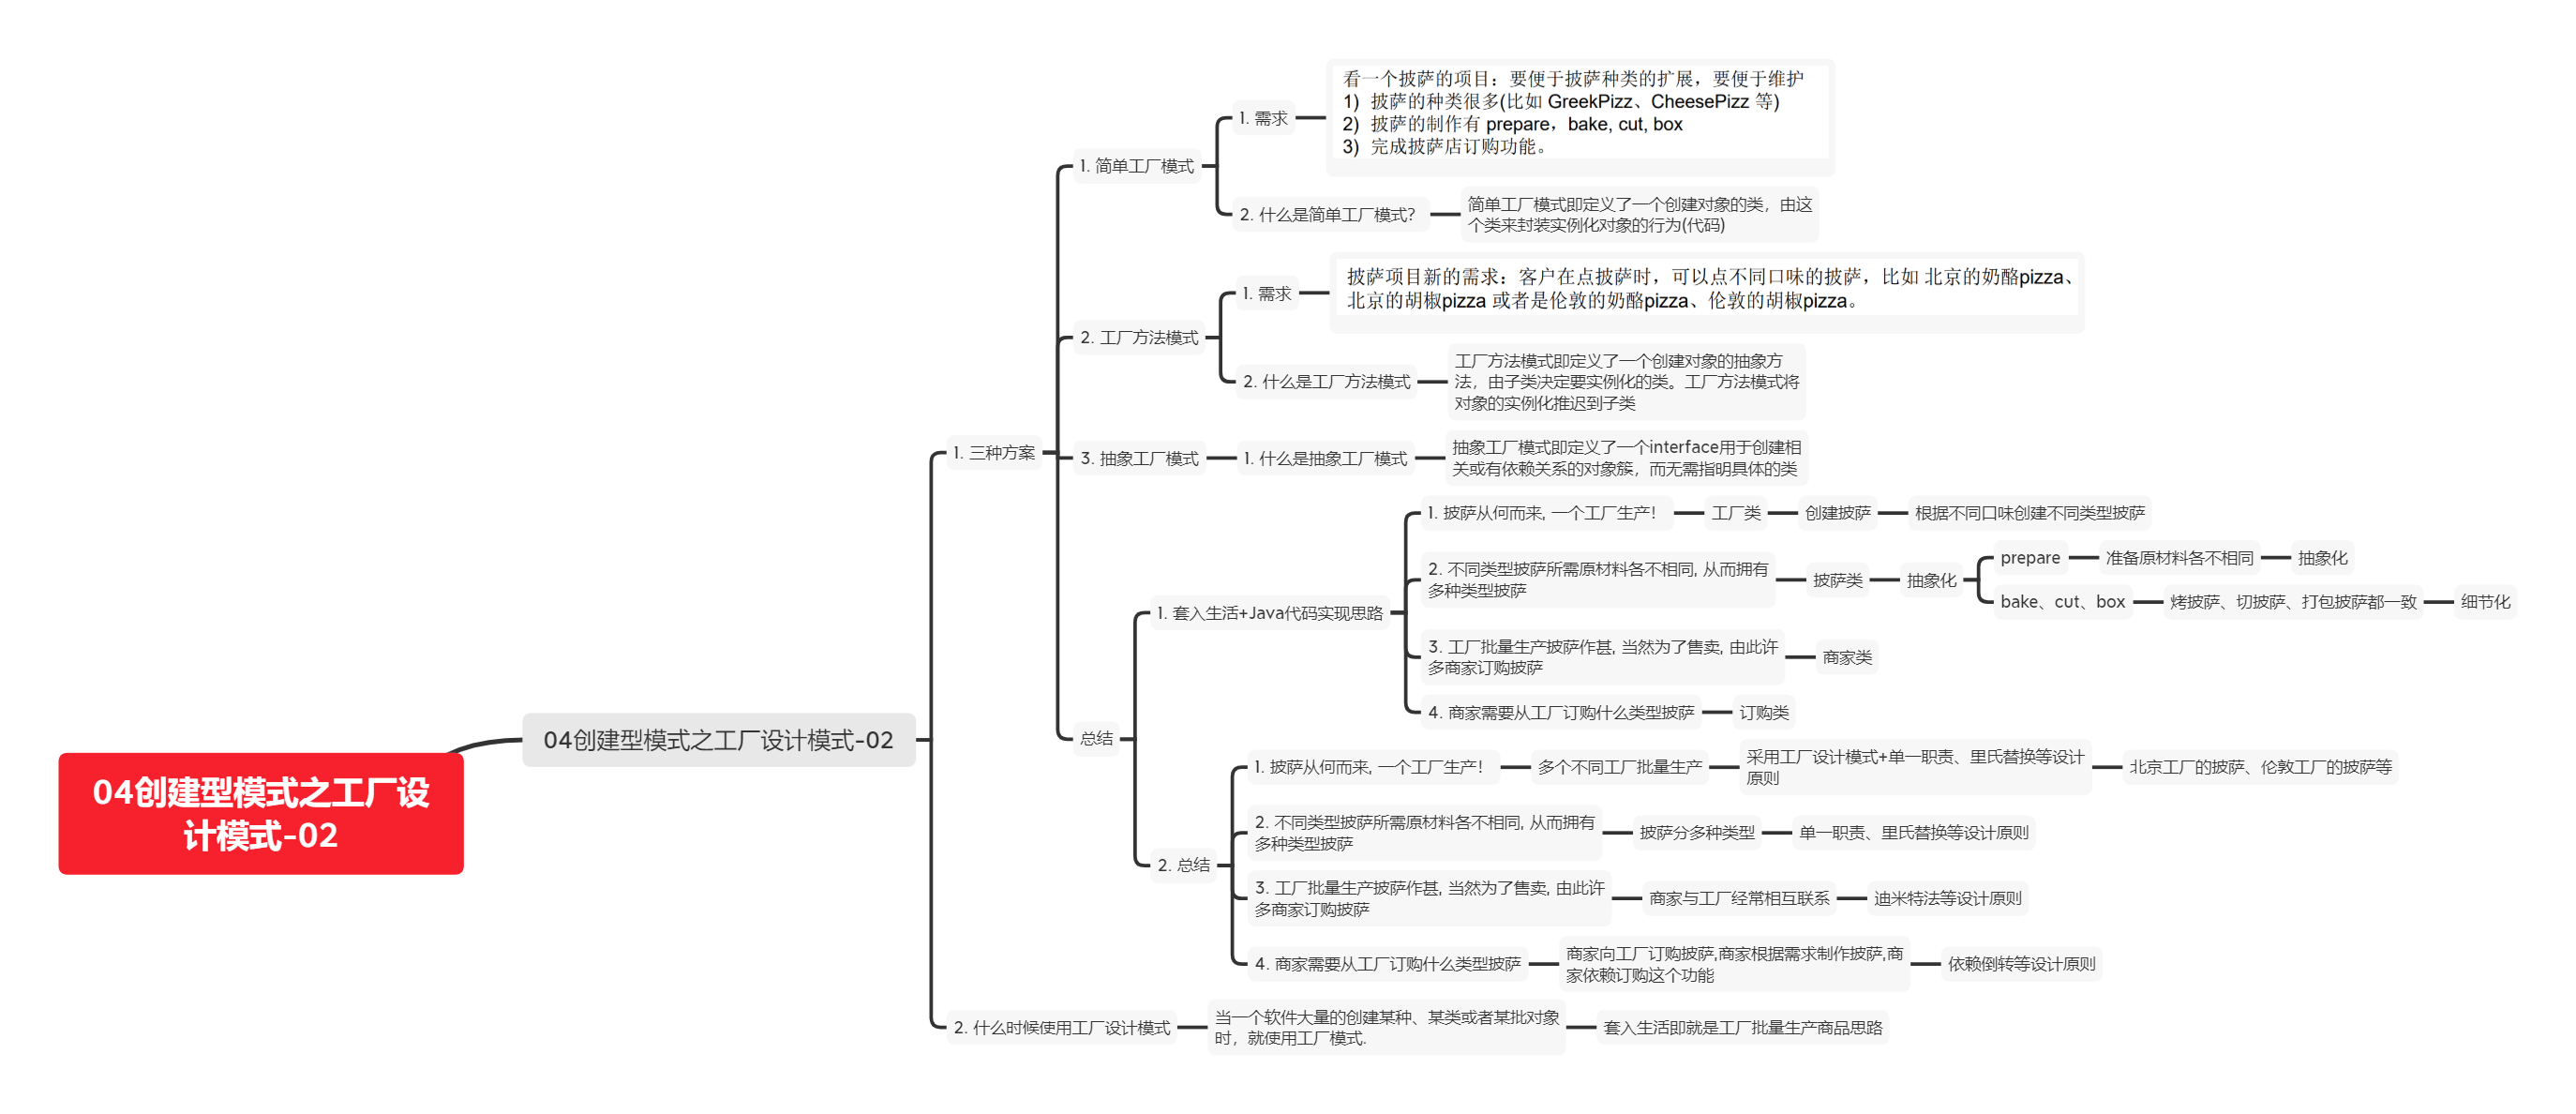 04创建型模式之工厂设
计模式-02
04创建型模式之工厂设计模式-02
1. 三种方案
1. 简单工厂模式
1. 需求
看一个披萨的项目：要便于披萨种类的扩展，要便于维护
1) 披萨的种类很多(比如 GreekPizz、CheesePizz 等)
2) 披萨的制作有 prepare，bake, cut, box
3) 完成披萨店订购功能。
2. 什么是简单工厂模式？
简单工厂模式即定义了一个创建对象的类，由这
个类来封装实例化对象的行为(代码)
2. 工厂方法模式
1. 需求
披萨项目新的需求：客户在点披萨时，可以点不同口味的披萨，比如 北京的奶酪pizza、
北京的胡椒pizza 或者是伦敦的奶酪pizza、伦敦的胡椒pizza。
2. 什么是工厂方法模式
工厂方法模式即定义了一个创建对象的抽象方
法，由子类决定要实例化的类。工厂方法模式将
对象的实例化推迟到子类
3. 抽象工厂模式
1. 什么是抽象工厂模式
抽象工厂模式即定义了一个interface用于创建相
关或有依赖关系的对象簇，而无需指明具体的类
总结
1. 套入生活+Java代码实现思路
1. 披萨从何而来, 一个工厂生产！
工厂类
创建披萨
根据不同口味创建不同类型披萨
2. 不同类型披萨所需原材料各不相同, 从而拥有
多种类型披萨
披萨类
抽象化
prepare
准备原材料各不相同
抽象化
bake、cut、box
烤披萨、切披萨、打包披萨都一致
细节化
3. 工厂批量生产披萨作甚, 当然为了售卖, 由此许
多商家订购披萨
商家类
4. 商家需要从工厂订购什么类型披萨
订购类
2. 总结
1. 披萨从何而来, 一个工厂生产！
多个不同工厂批量生产
采用工厂设计模式+单一职责、里氏替换等设计
原则
北京工厂的披萨、伦敦工厂的披萨等
2. 不同类型披萨所需原材料各不相同, 从而拥有
多种类型披萨
披萨分多种类型
单一职责、里氏替换等设计原则
3. 工厂批量生产披萨作甚, 当然为了售卖, 由此许
多商家订购披萨
商家与工厂经常相互联系
迪米特法等设计原则
4. 商家需要从工厂订购什么类型披萨
商家向工厂订购披萨,商家根据需求制作披萨,商
家依赖订购这个功能
依赖倒转等设计原则
2. 什么时候使用工厂设计模式
当一个软件大量的创建某种、某类或者某批对象
时，就使用工厂模式.
套入生活即就是工厂批量生产商品思路